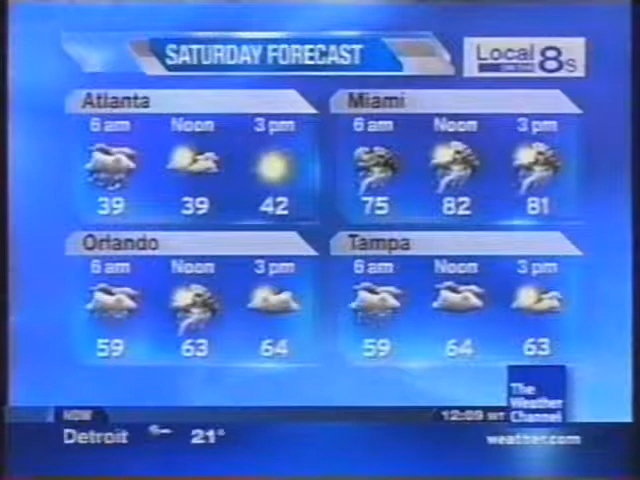 SATURDAY FORECAST
Local
8s
Atlanta
6 am Noon 3 pm
39 39 42
Miami
6 am Noon 3 pm
75 82 81
Orlando
6 am Noon 3 pm
59 63 64
Tampa
6 am Noon 3 pm
59 64 63
The
Weather
Channel
NOW
12:09
Detroit 21°
weather.com